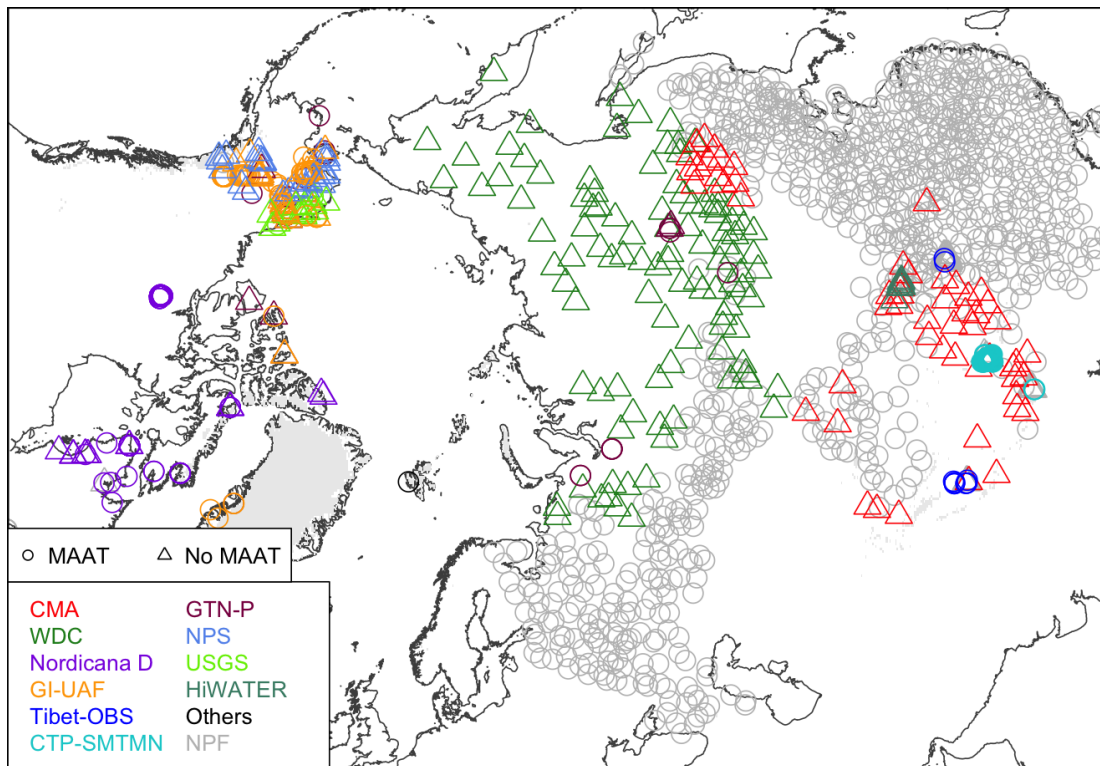 MAAT No MAAT
CMA GTN-P
WDC NPS
Nordicana D USGS
GI-UAF HiWATER
Tibet-OBS Others
CTP-SMTMN NPF